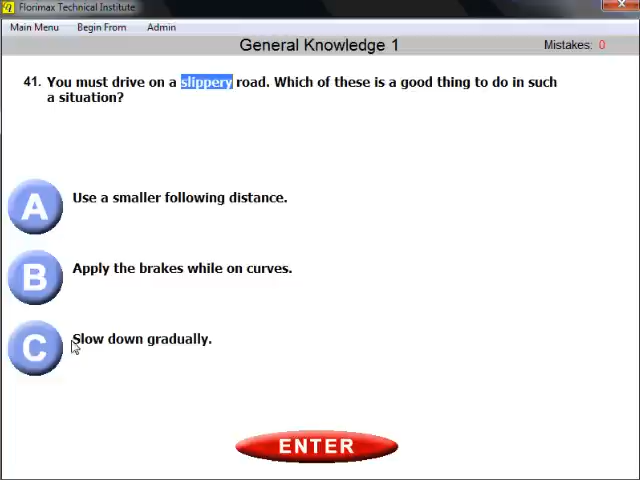 Florimax Technical Institute
Main Menu Begin From Admin
General Knowledge 1 Mistakes: 0
41. You must drive on a slippery road. Which of these is a good thing to do in such
a situation?
A Use a smaller following distance.
B Apply the brakes while on curves.
C Slow down gradually.
ENTER